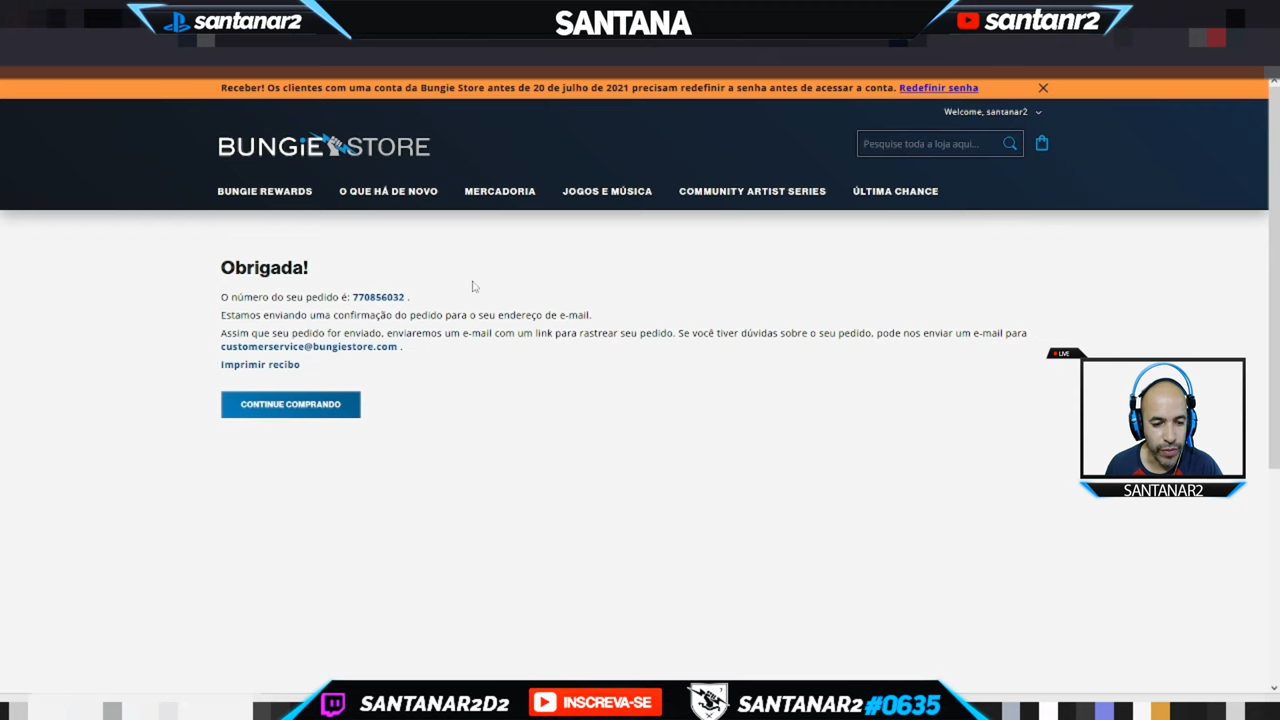 santanar2
SANTANA
santanr2
Receber! Os clientes com uma conta da Bungie Store antes de 20 de julho de 2021 precisam redefinir a senha antes de acessar a conta. Redefinir senha
Welcome, santanar2
BUNGiE STORE
Pesquise toda a loja aqui...
BUNGIE REWARDS O QUE HÁ DE NOVO MERCADORIA JOGOS E MÚSICA COMMUNITY ARTIST SERIES ÚLTIMA CHANCE
Obrigada!
O número do seu pedido é: 770856032 .
Estamos enviando uma confirmação do pedido para o seu endereço de e-mail.
Assim que seu pedido for enviado, enviaremos um e-mail com um link para rastrear seu pedido. Se você tiver dúvidas sobre o seu pedido, pode nos enviar um e-mail para
customerservice@bungiestore.com .
Imprimir recibo
CONTINUE COMPRANDO
LIVE
SANTANAR2
SANTANAR2D2
INSCREVA-SE
SANTANAR2 #0635